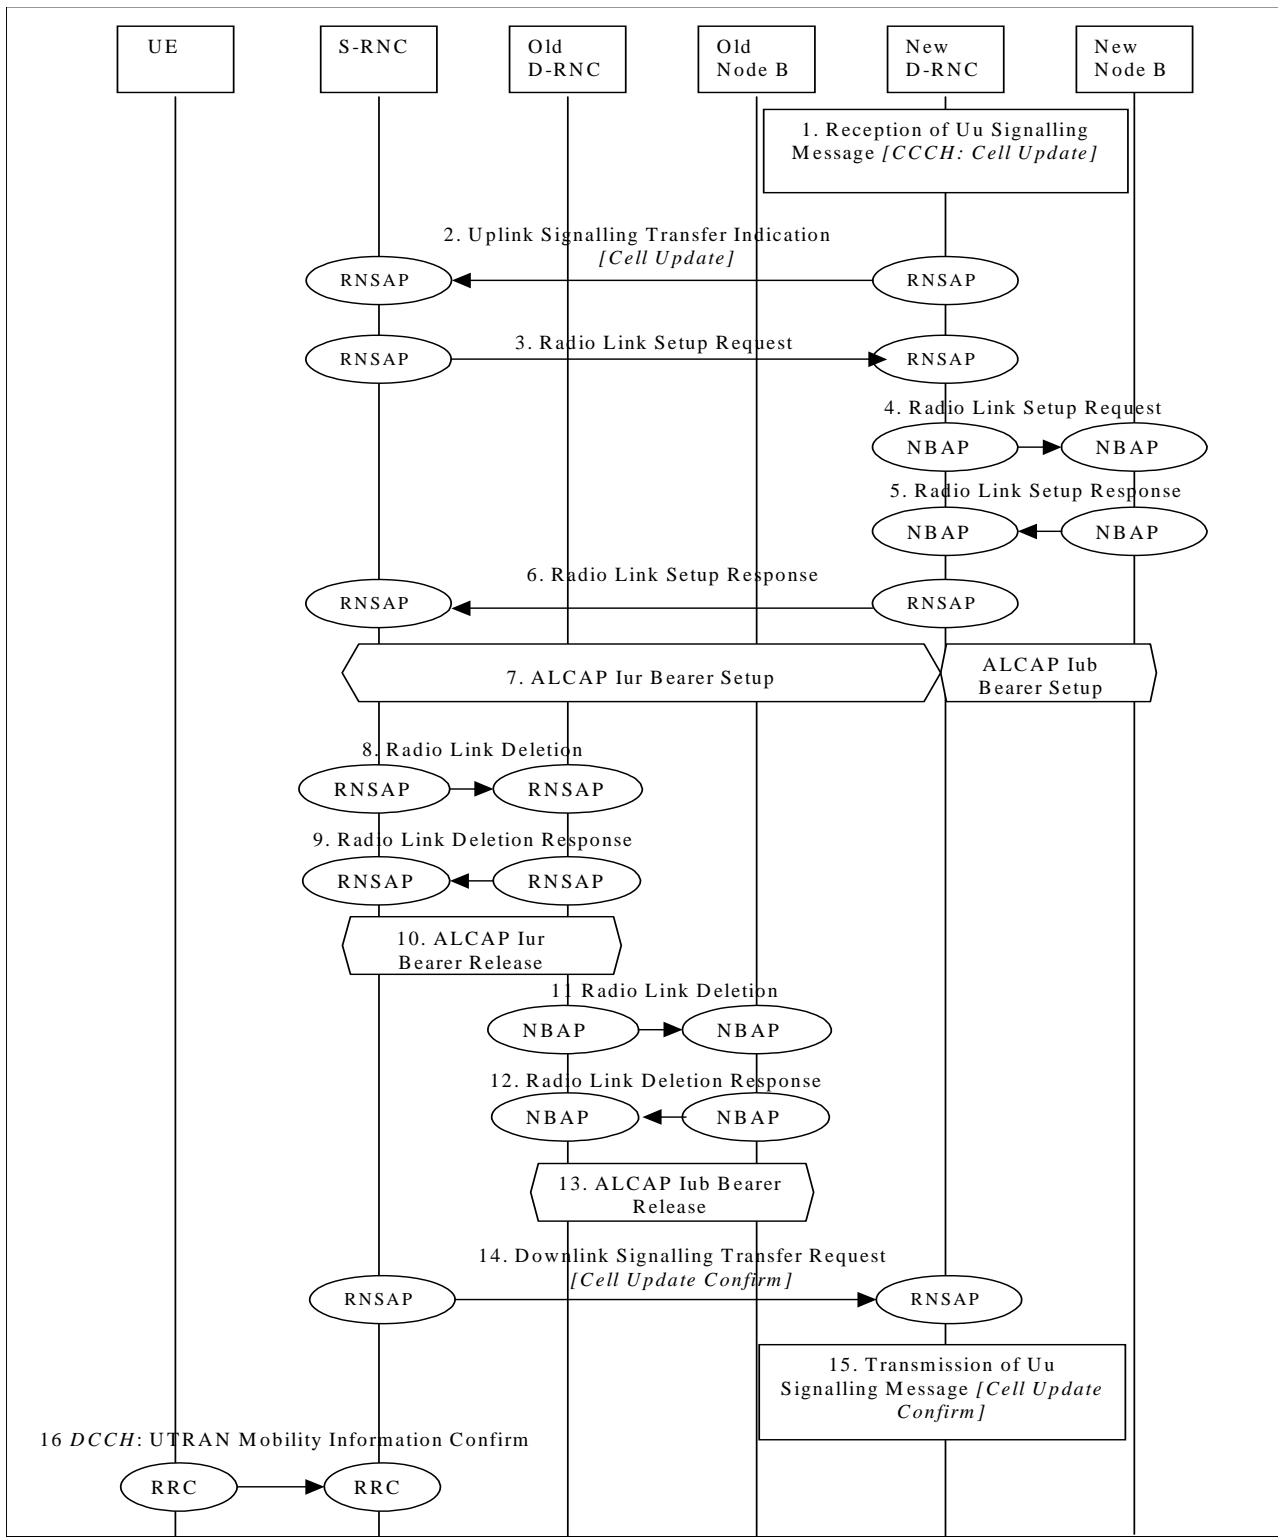 UE
S-RNC
Old
D-RNC
Old
Node B
New
D-RNC
New
Node B
1. Reception of Uu Signalling
Message [CCCH: Cell Update]
2. Uplink Signalling Transfer Indication
[Cell Update]
RNSAP
RNSAP
3. Radio Link Setup Request
RNSAP
RNSAP
4. Radio Link Setup Request
NBAP
NBAP
5. Radio Link Setup Response
NBAP
NBAP
6. Radio Link Setup Response
RNSAP
RNSAP
7. ALCAP Iur Bearer Setup
ALCAP Iub
Bearer Setup
8. Radio Link Deletion
RNSAP
RNSAP
9. Radio Link Deletion Response
RNSAP
RNSAP
10. ALCAP Iur
Bearer Release
11 Radio Link Deletion
NBAP
NBAP
12. Radio Link Deletion Response
NBAP
NBAP
13. ALCAP Iub Bearer
Release
14. Downlink Signalling Transfer Request
[Cell Update Confirm]
RNSAP
RNSAP
15. Transmission of Uu
Signalling Message [Cell Update
Confirm]
16 DCCH: UTRAN Mobility Information Confirm
RRC
RRC